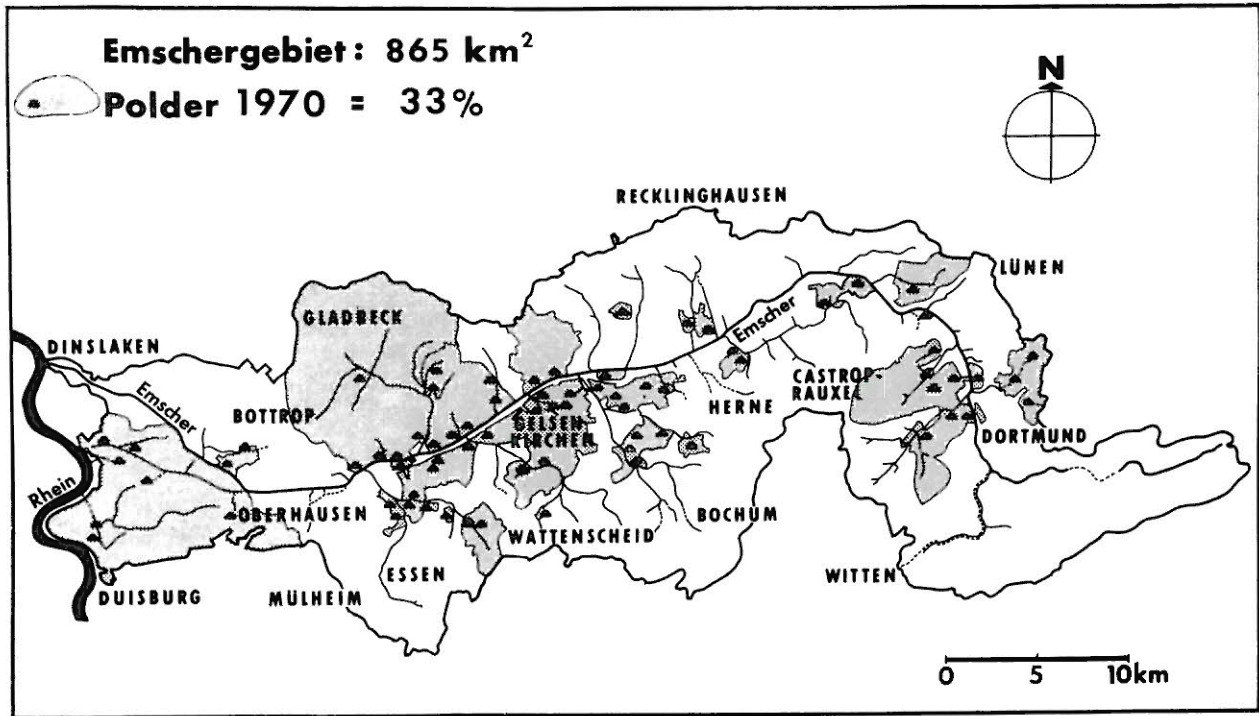 Emschergebiet: 865 km²
Polder 1970 = 33%
N
RECKLINGHAUSEN
LÜNEN
GLADBECK
Emscher
DINSLAKEN
Emscher
CASTROP-
RAUXEL
HERNE
BOTTROP
GELSEN
KIRCHEN
DORTMUND
Rhein
OBERHAUSEN
BOCHUM
WATTENSCHEID
ESSEN
WITTEN
DUISBURG
MÜLHEIM
0 5 10km